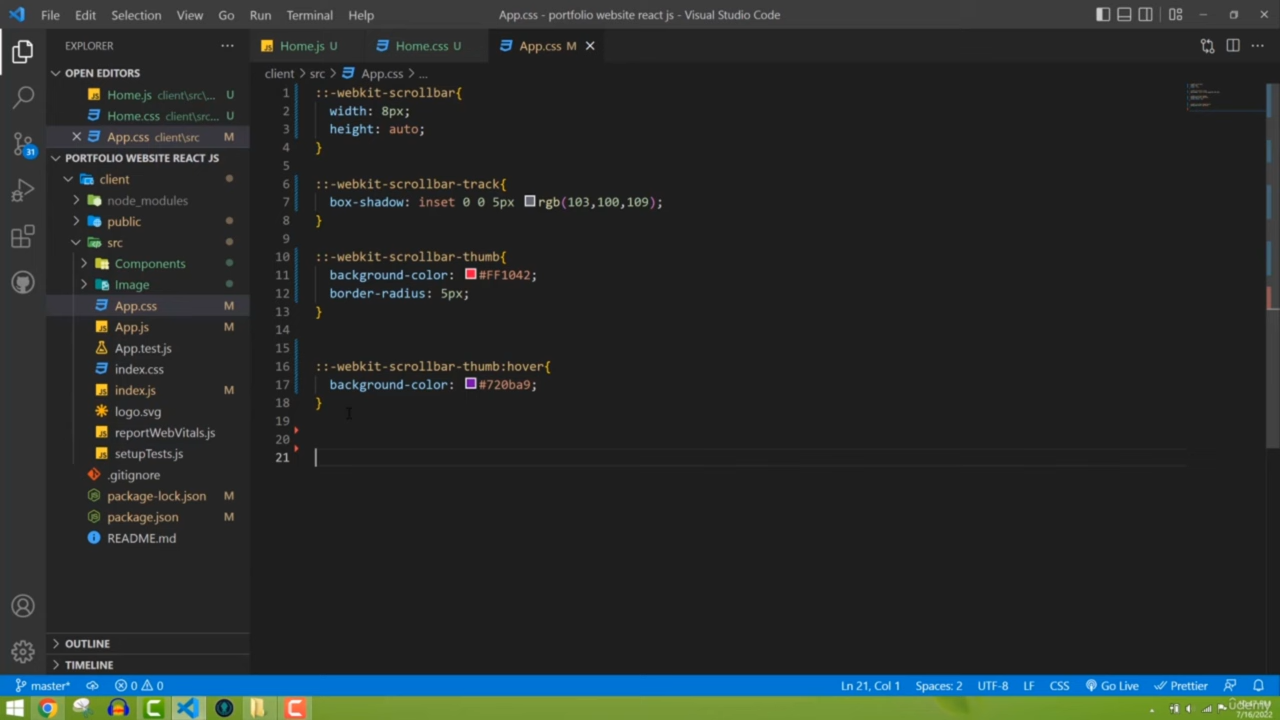 File Edit Selection View Go Run Terminal Help App.css - portfolio website react js - Visual Studio Code
EXPLORER
Home.js U Home.css U App.css M
OPEN EDITORS
Home.js client\src\... U
Home.css client\src... U
App.css client\src M
PORTFOLIO WEBSITE REACT JS
client
node_modules
public
src
Components
Image
App.css M
App.js M
App.test.js
index.css
index.js
logo.svg
reportWebVitals.js
setupTests.js
.gitignore
package-lock.json M
package.json M
README.md
OUTLINE
TIMELINE
31
client > src > App.css > ...
1 ::-webkit-scrollbar{
2 width: 8px;
3 height: auto;
4 }
5
6 ::-webkit-scrollbar-track{
7 box-shadow: inset 0 0 5px rgb(103,100,109);
8 }
9
10 ::-webkit-scrollbar-thumb{
11 background-color: #FF1042;
12 border-radius: 5px;
13 }
14
15
16 ::-webkit-scrollbar-thumb:hover{
17 background-color: #720ba9;
18 }
19
20
21
master* 0 0 Ln 21, Col 1 Spaces: 2 UTF-8 LF CSS Go Live Prettier
Udemy
7/16/2022